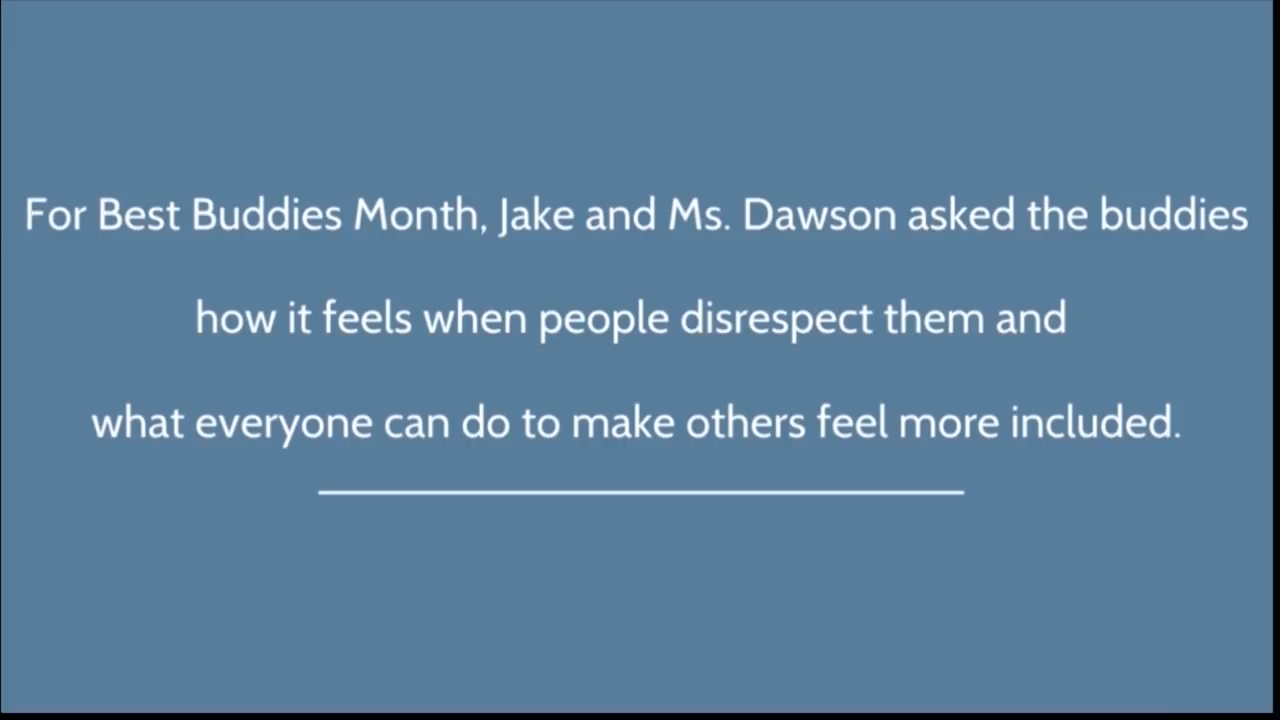 For Best Buddies Month, Jake and Ms. Dawson asked the buddies
how it feels when people disrespect them and
what everyone can do to make others feel more included.